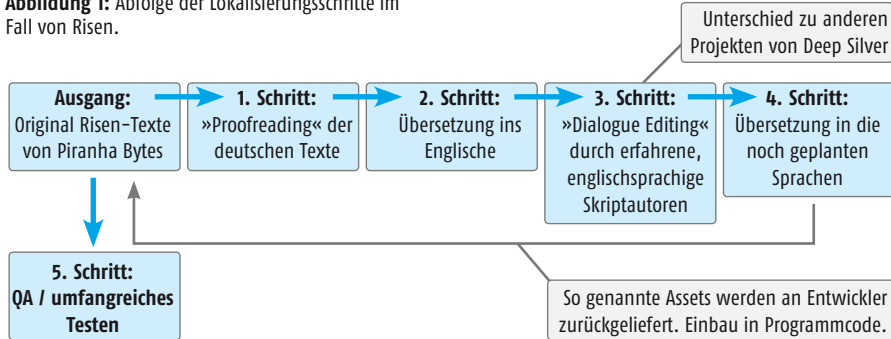 Abbildung 1: Abfolge der Lokalisierungsschritte im
Fall von Risen.
Unterschied zu anderen
Projekten von Deep Silver
Ausgang:
Original Risen-Texte
von Piranha Bytes
1. Schritt:
»Proofreading« der
deutschen Texte
2. Schritt:
Übersetzung ins
Englische
3. Schritt:
»Dialogue Editing«
durch erfahrene,
englischsprachige
Skriptautoren
4. Schritt:
Übersetzung in die
noch geplanten
Sprachen
5. Schritt:
QA / umfangreiches
Testen
So genannte Assets werden an Entwickler
zurückgeliefert. Einbau in Programmcode.